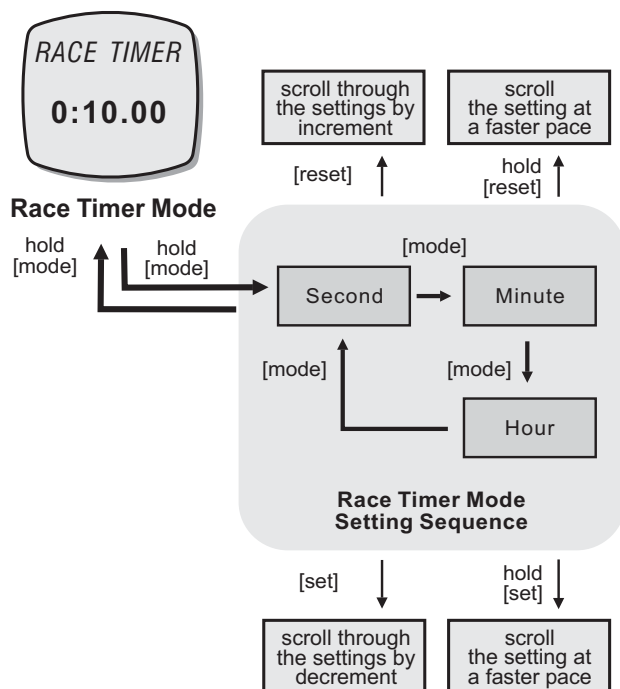 RACE TIMER
0:10.00
Race Timer Mode
hold
[mode]
hold
[mode]
scroll through
the settings by
increment
scroll
the setting at
a faster pace
[reset]
hold
[reset]
[mode]
Second
Minute
[mode]
[mode]
Hour
Race Timer Mode
Setting Sequence
[set]
hold
[set]
scroll through
the settings by
decrement
scroll
the setting at
a faster pace